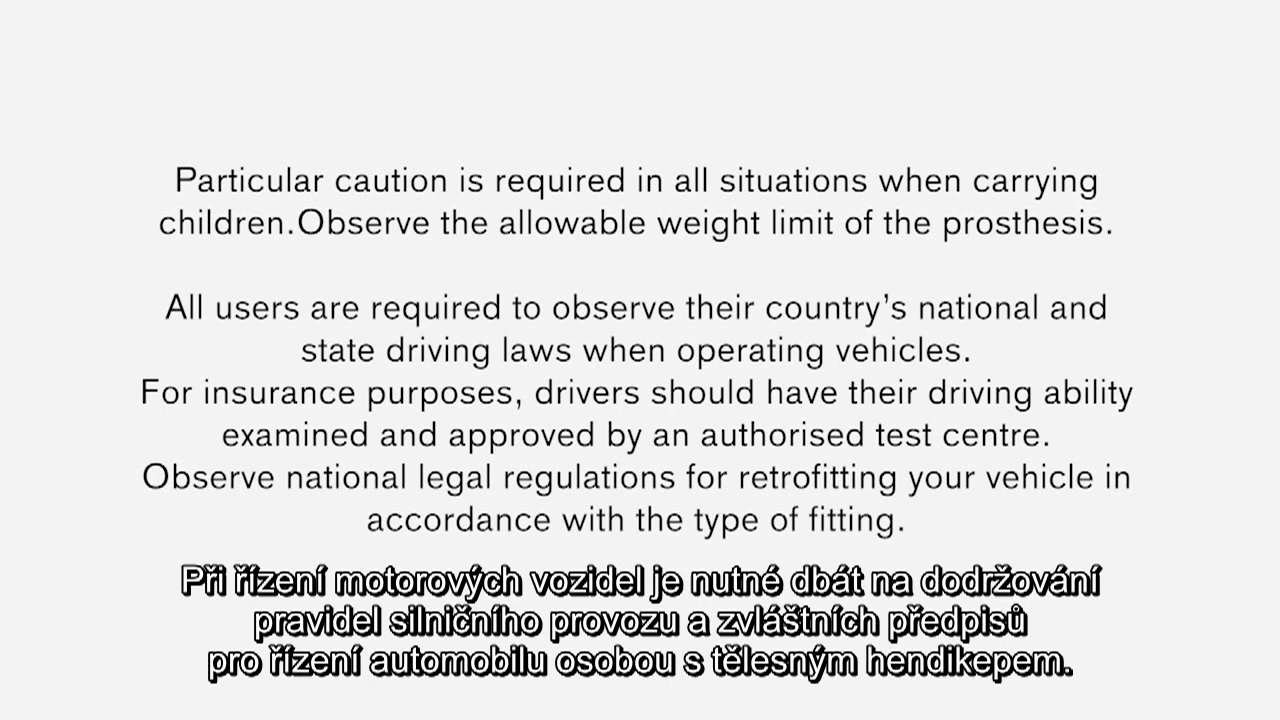 Particular caution is required in all situations when carrying
children.Observe the allowable weight limit of the prosthesis.
All users are required to observe their country’s national and
state driving laws when operating vehicles.
For insurance purposes, drivers should have their driving ability
examined and approved by an authorised test centre.
Observe national legal regulations for retrofitting your vehicle in
accordance with the type of fitting.
Při řízení motorových vozidel je nutné dbát na dodržování
pravidel silničního provozu a zvláštních předpisů
pro řízení automobilu osobou s tělesným hendikepem.